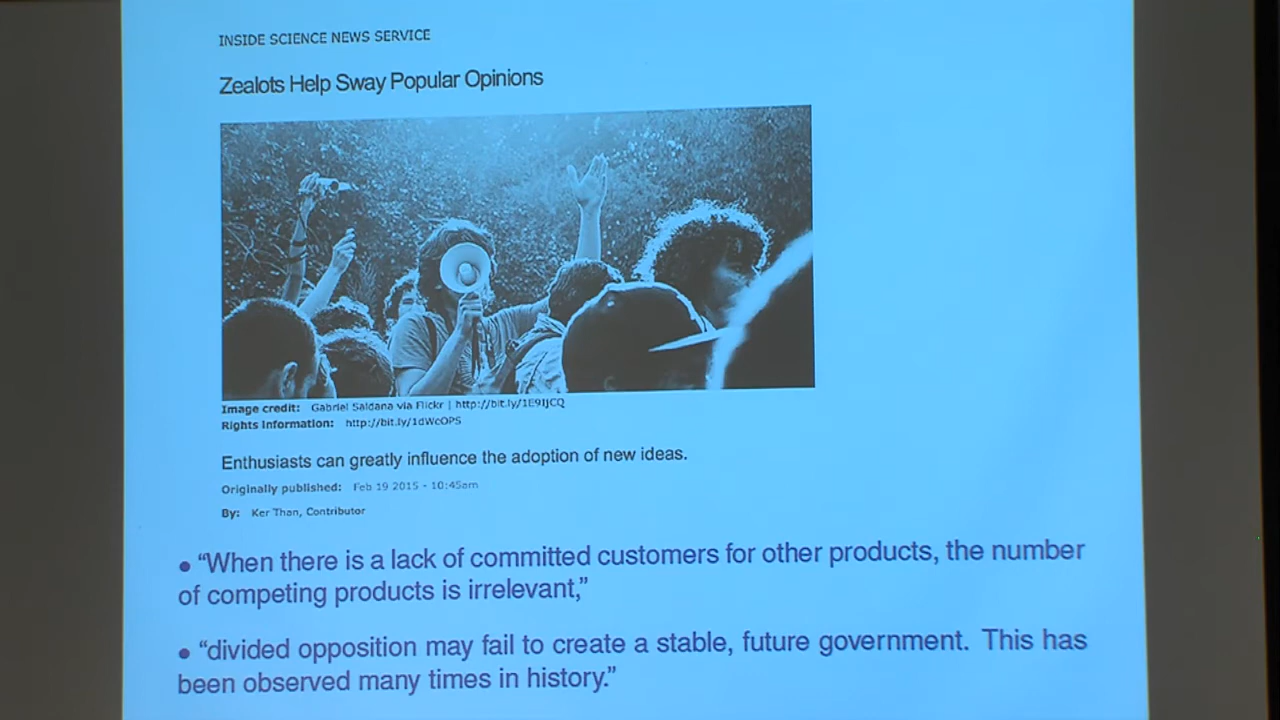 INSIDE SCIENCE NEWS SERVICE
Zealots Help Sway Popular Opinions
Image credit: Gabriel Saldana via Flickr | http://bit.ly/1E9IJCQ
Rights Information: http://bit.ly/1dWcOPS
Enthusiasts can greatly influence the adoption of new ideas.
Originally published: Feb 19 2015 - 10:45am
By: Ker Than, Contributor
• “When there is a lack of committed customers for other products, the number
of competing products is irrelevant,”
• “divided opposition may fail to create a stable, future government. This has
been observed many times in history.”